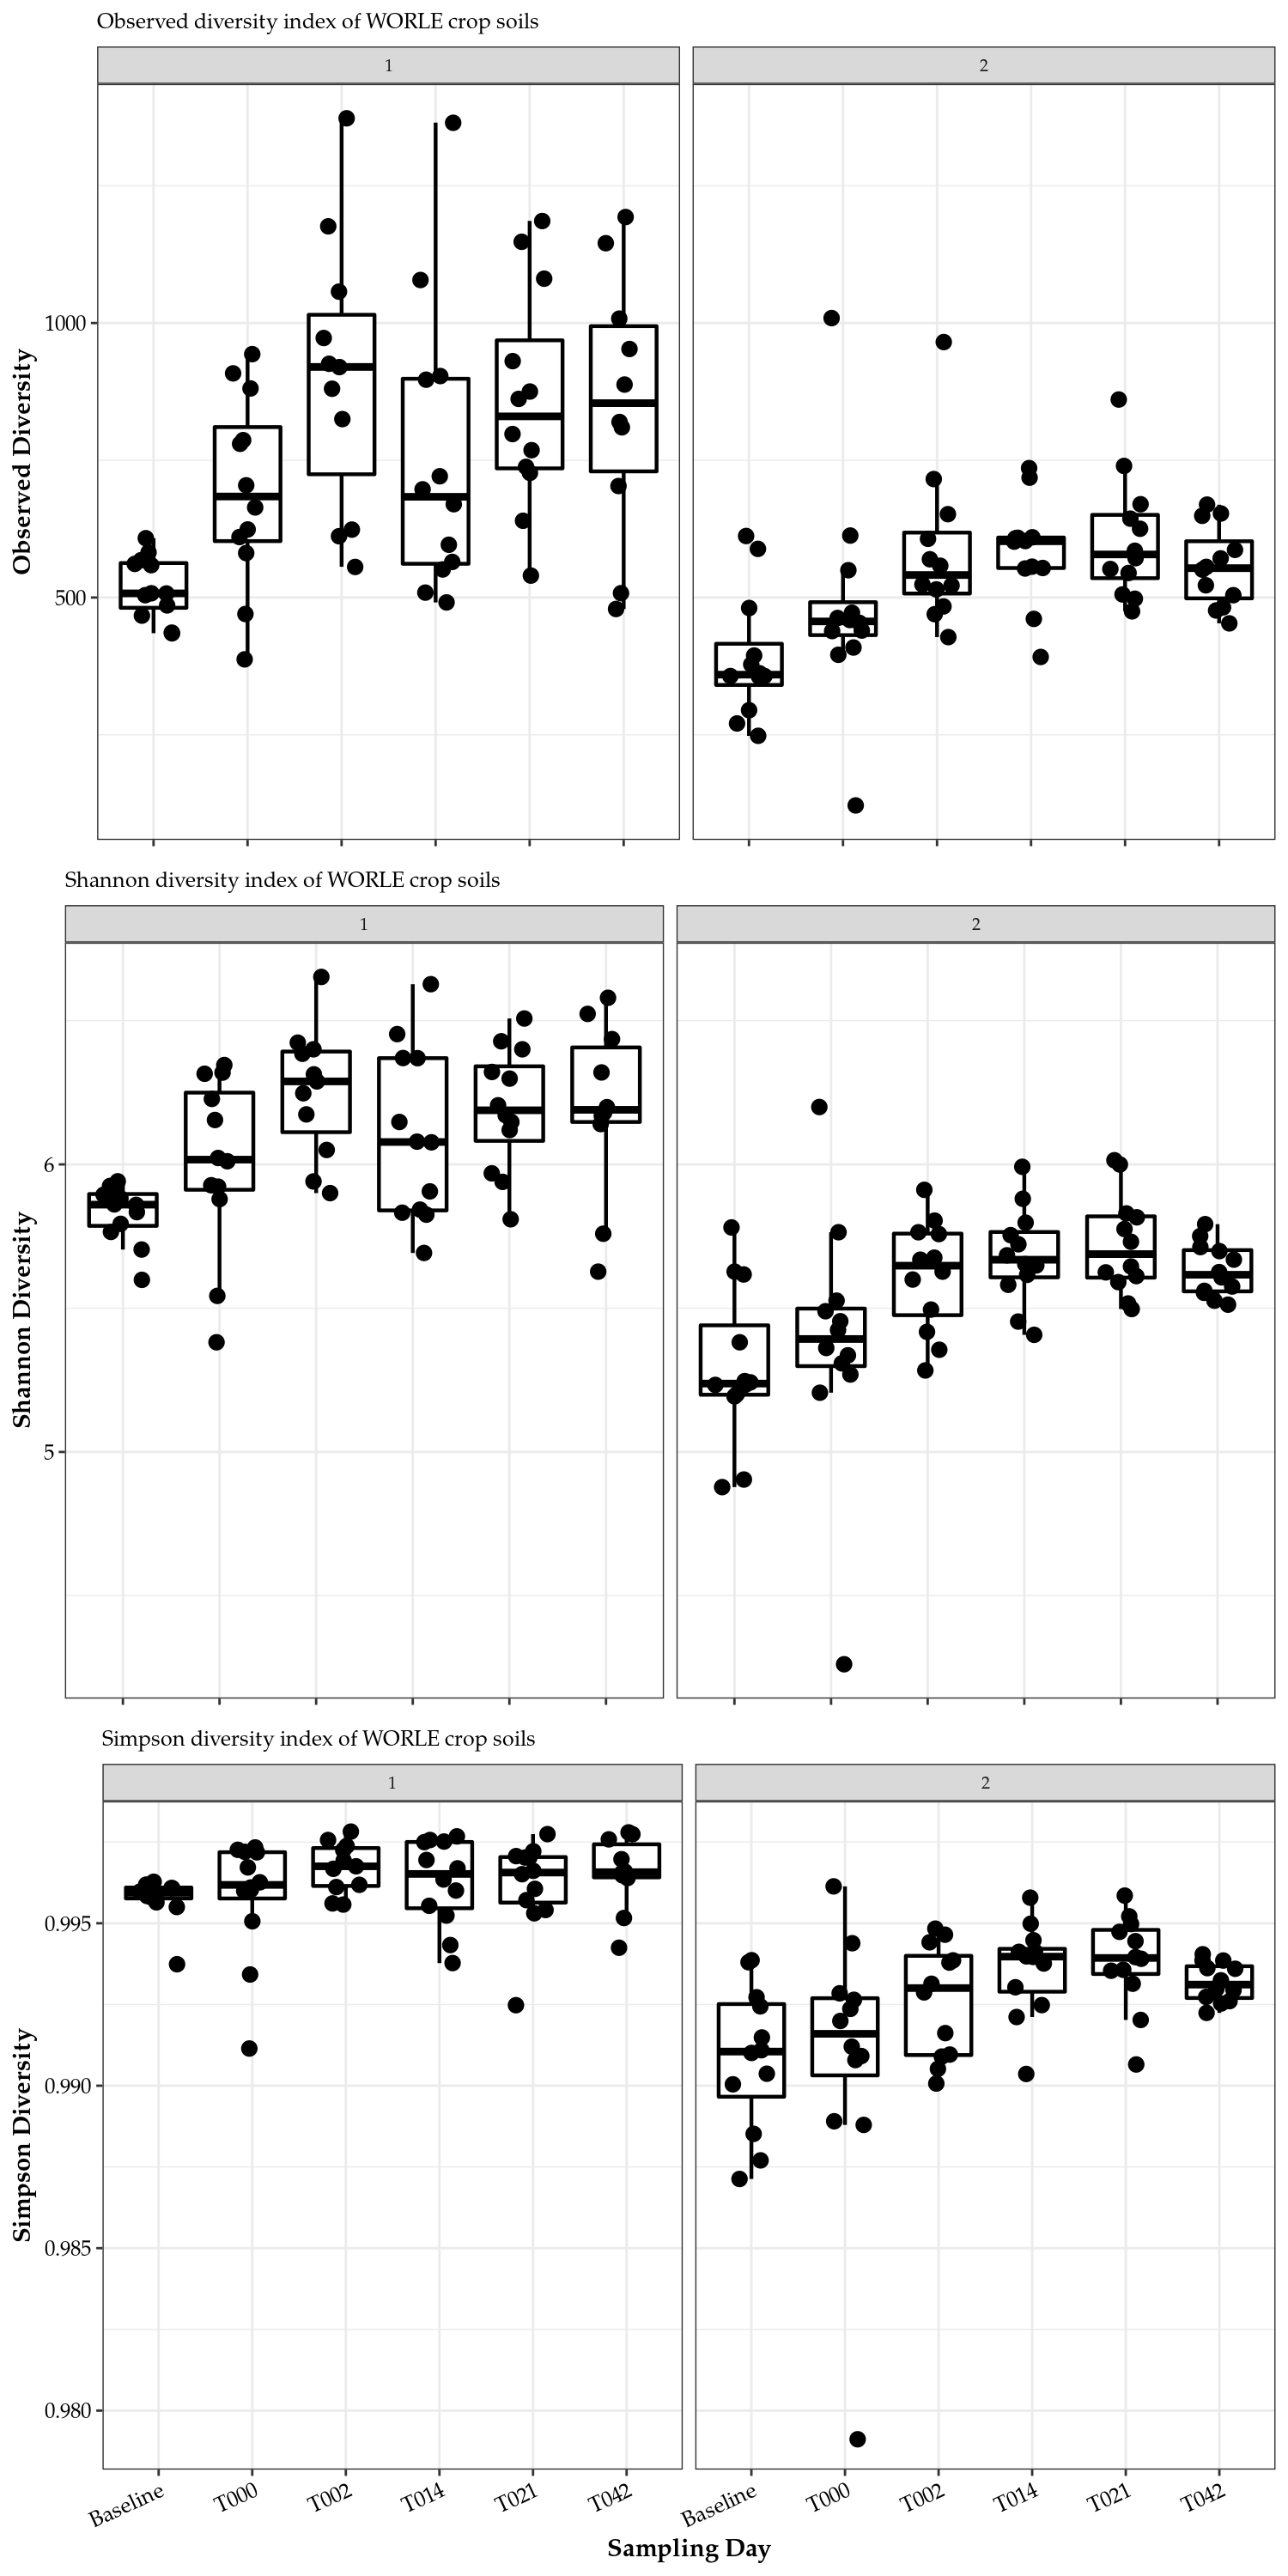 Observed diversity index of WORLE crop soils
1
2
Observed Diversity
1000
500
Shannon diversity index of WORLE crop soils
1
2
Shannon Diversity
6
5
Simpson diversity index of WORLE crop soils
1
2
Simpson Diversity
0.995
0.990
0.985
0.980
Baseline T000 T002 T014 T021 T042 Baseline T000 T002 T014 T021 T042
Sampling Day